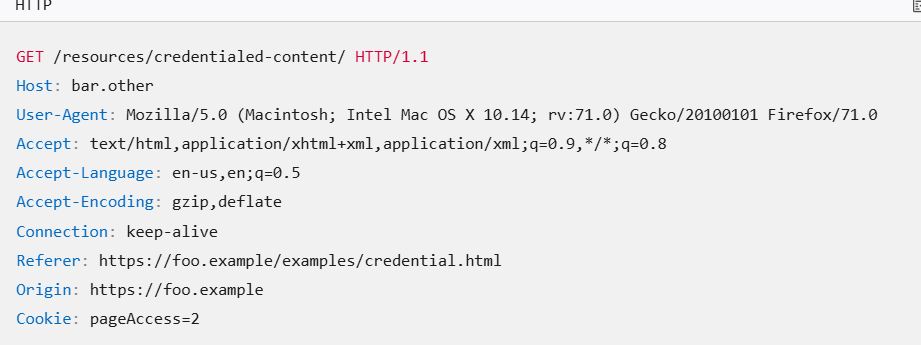 HTTP
GET /resources/credentialed-content/ HTTP/1.1
Host: bar.other
User-Agent: Mozilla/5.0 (Macintosh; Intel Mac OS X 10.14; rv:71.0) Gecko/20100101 Firefox/71.0
Accept: text/html,application/xhtml+xml,application/xml;q=0.9,*/*;q=0.8
Accept-Language: en-us,en;q=0.5
Accept-Encoding: gzip,deflate
Connection: keep-alive
Referer: https://foo.example/examples/credential.html
Origin: https://foo.example
Cookie: pageAccess=2